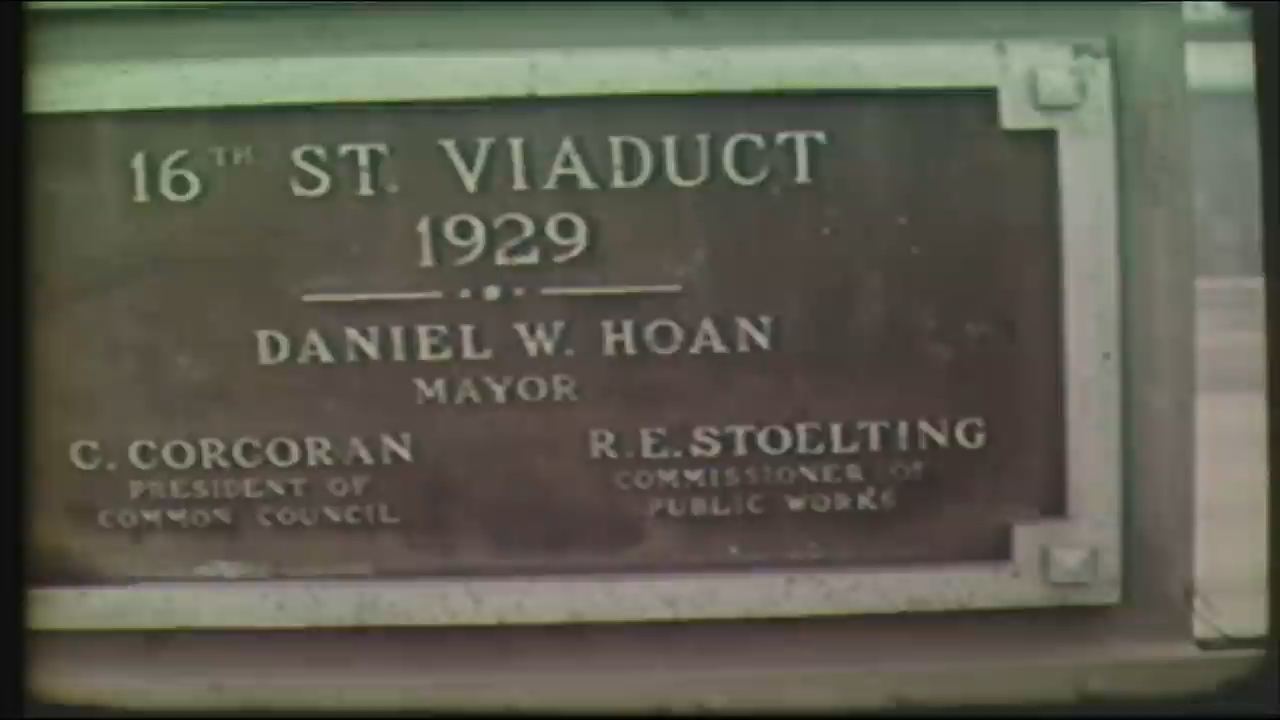 16TH ST. VIADUCT
1929
DANIEL W. HOAN
MAYOR
C. CORCORAN
PRESIDENT OF
COMMON COUNCIL
R.E. STOELTING
COMMISSIONER OF
PUBLIC WORKS